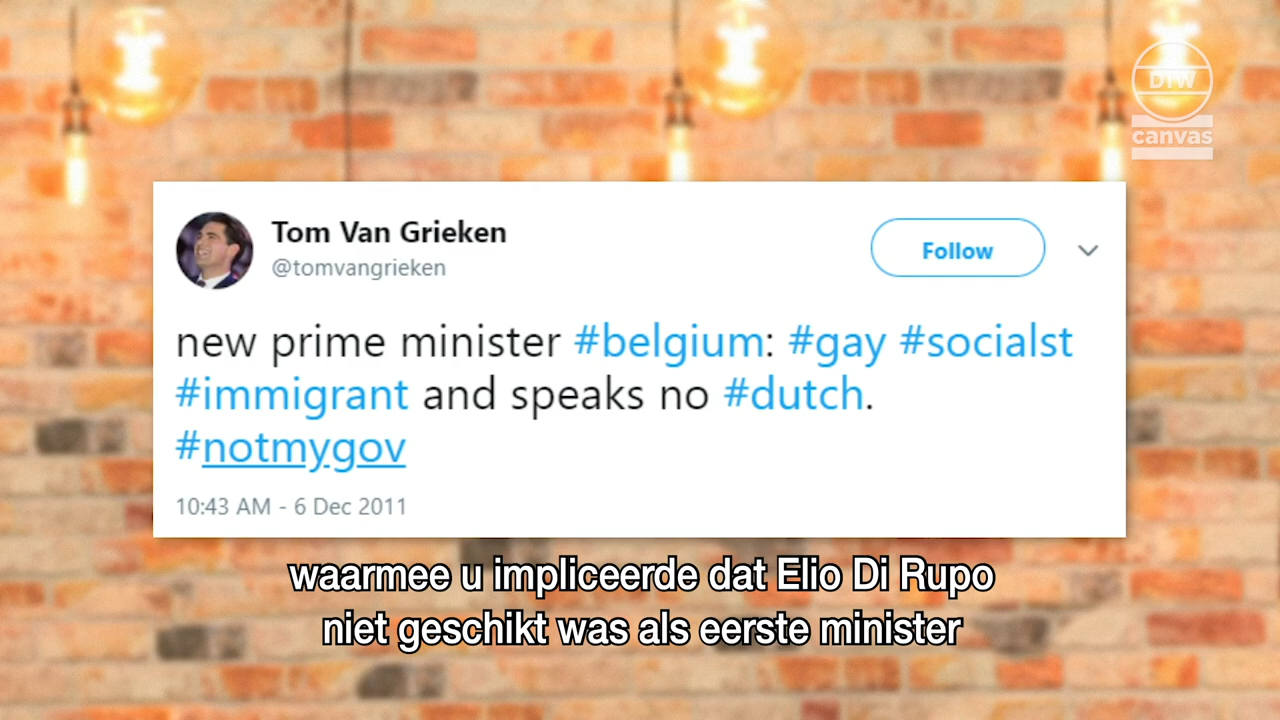 DIW
canvas
Tom Van Grieken
@tomvangrieken
Follow
new prime minister #belgium: #gay #socialst
#immigrant and speaks no #dutch.
#notmygov
10:43 AM - 6 Dec 2011
waarmee u impliceerde dat Elio Di Rupo
niet geschikt was als eerste minister